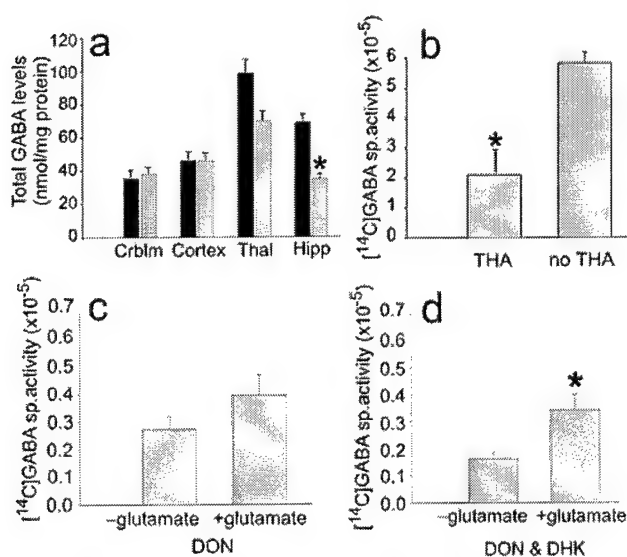 a
Total GABA levels
(nmol/mg protein)
120
100
80
60
40
20
0
*
Crblm Cortex Thal Hipp
b
[¹⁴C]GABA sp.activity (x10⁻⁵)
6
5
4
3
2
1
0
*
THA no THA
c
[¹⁴C]GABA sp.activity (x10⁻⁵)
0.7
0.6
0.5
0.4
0.3
0.2
0.1
0.0
–glutamate +glutamate
DON
d
[¹⁴C]GABA sp.activity (x10⁻⁵)
0.7
0.6
0.5
0.4
0.3
0.2
0.1
0.0
*
–glutamate +glutamate
DON & DHK